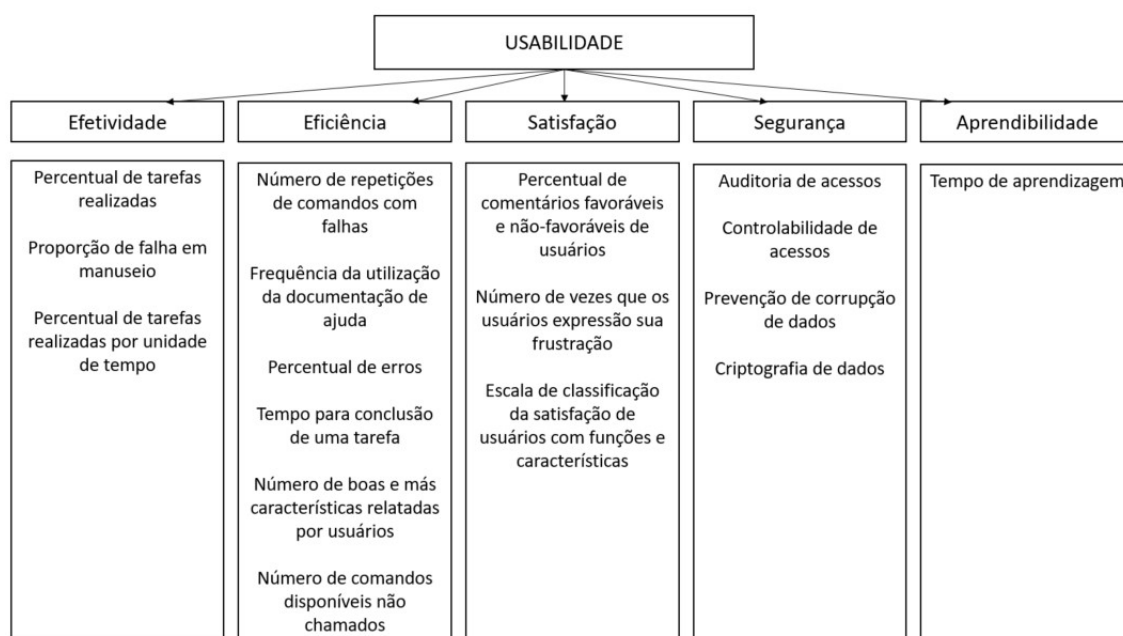 USABILIDADE
Efetividade
Eficiência
Satisfação
Segurança
Aprendibilidade
Percentual de tarefas
realizadas
Proporção de falha em
manuseio
Percentual de tarefas
realizadas por unidade
de tempo
Número de repetições
de comandos com
falhas
Frequência da utilização
da documentação de
ajuda
Percentual de erros
Tempo para conclusão
de uma tarefa
Número de boas e más
características relatadas
por usuários
Número de comandos
disponíveis não
chamados
Percentual de
comentários favoráveis
e não-favoráveis de
usuários
Número de vezes que os
usuários expressão sua
frustração
Escala de classificação
da satisfação de
usuários com funções e
características
Auditoria de acessos
Controlabilidade de
acessos
Prevenção de corrupção
de dados
Criptografia de dados
Tempo de aprendizagem